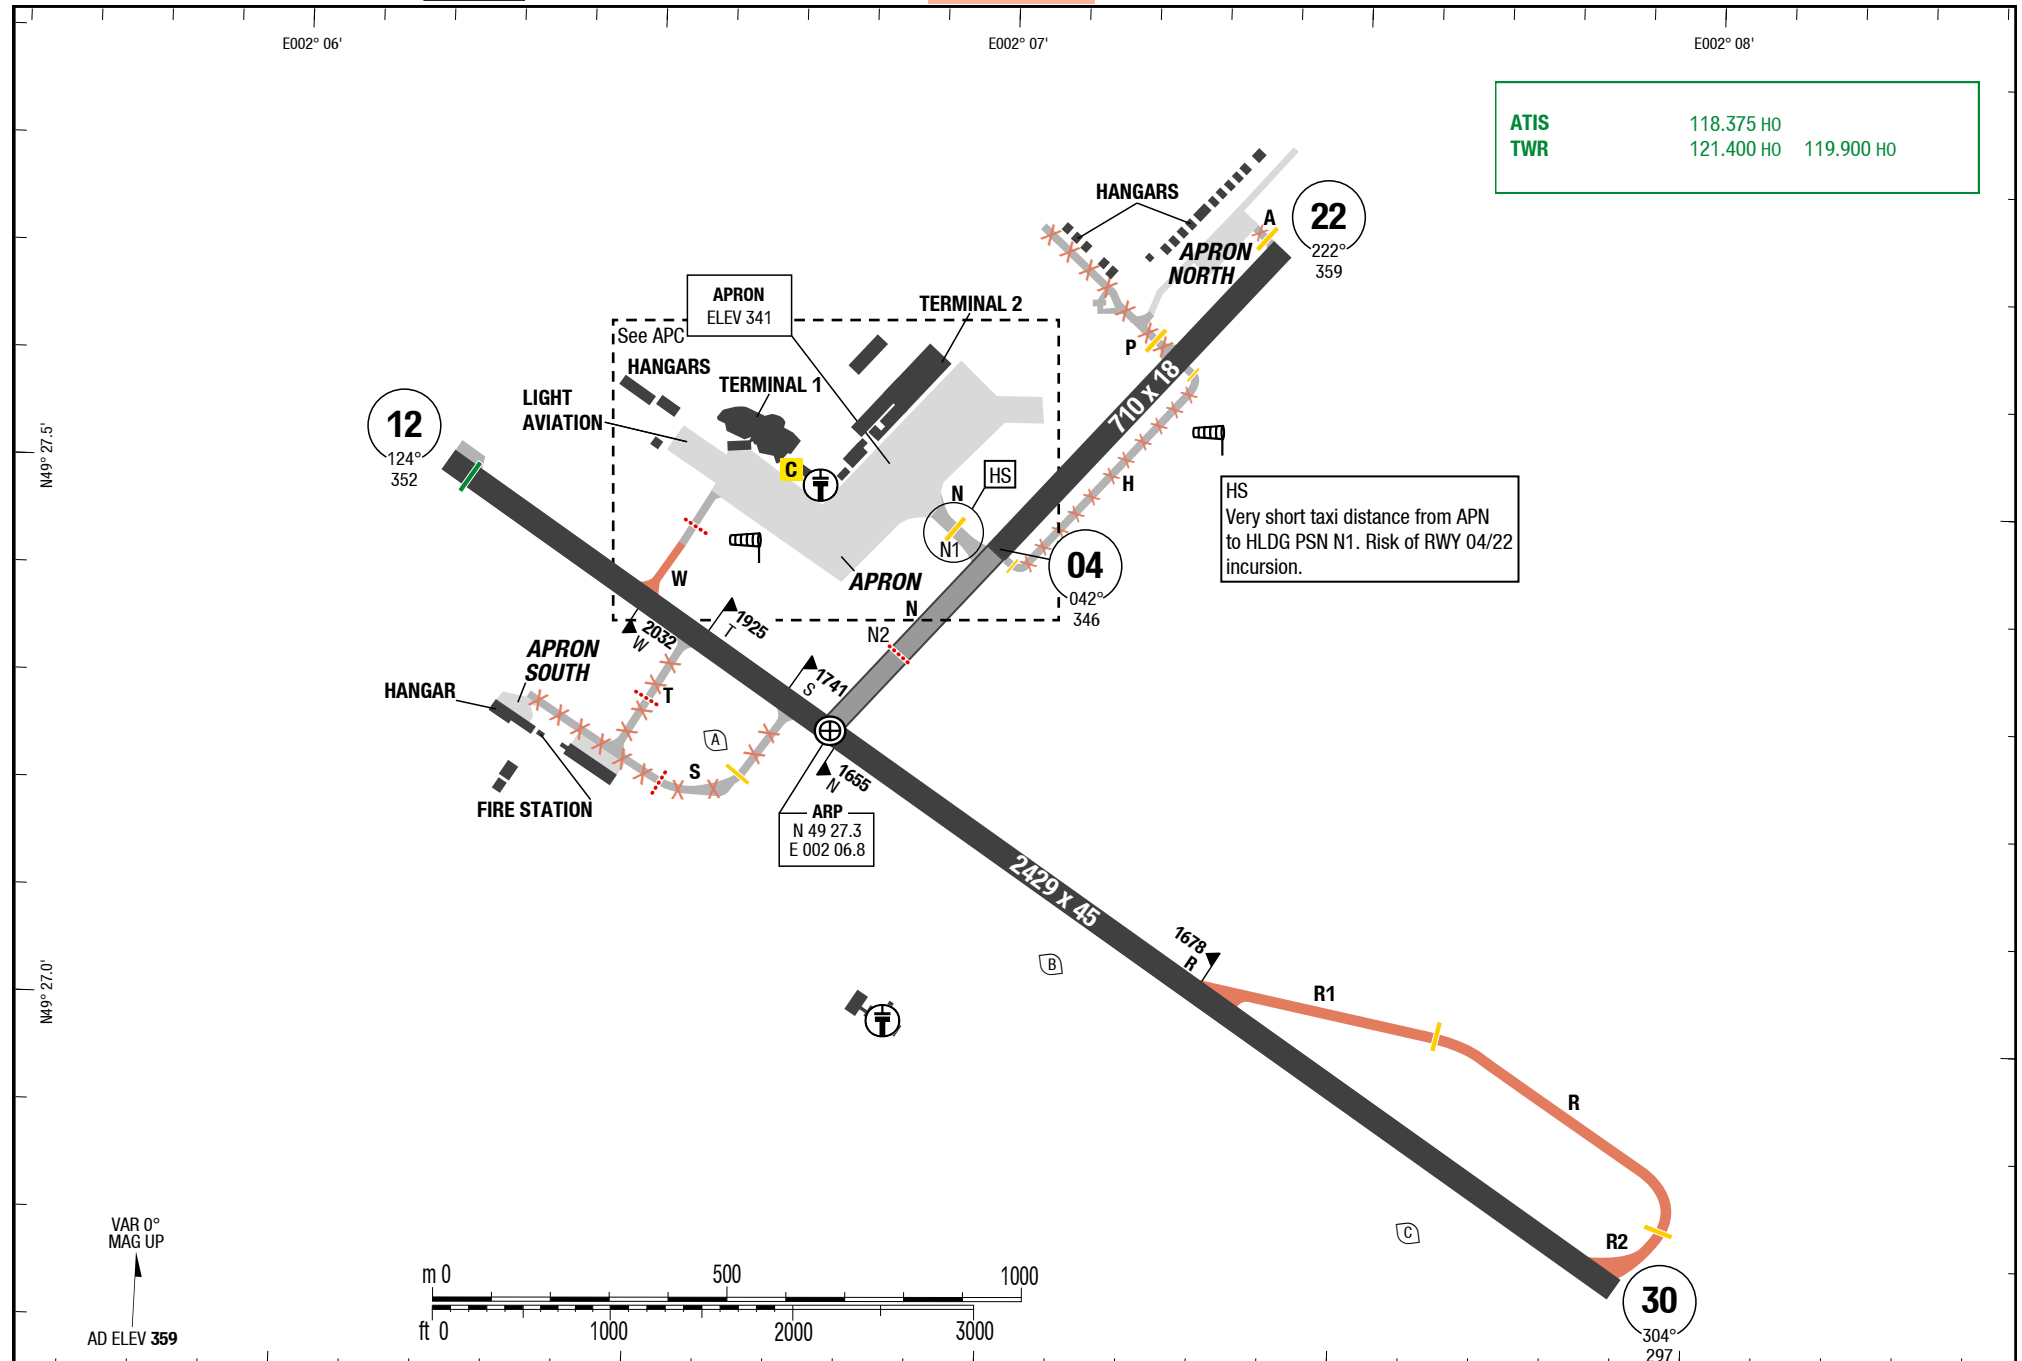 E002° 06'
E002° 07'
E002° 08'
ATIS 118.375 HO
TWR 121.400 HO 119.900 HO
HANGARS
A
22
222°
359
APRON
NORTH
APRON
ELEV 341
TERMINAL 2
See APC
HANGARS
TERMINAL 1
P
710 x 18
LIGHT
AVIATION
12
124°
352
N49° 27.5'
C
HS
N
N1
H
HS
Very short taxi distance from APN
to HLDG PSN N1. Risk of RWY 04/22
incursion.
W
APRON
04
042°
346
N
N2
1925
T
2032
W
APRON
SOUTH
1741
S
HANGAR
T
A
S
1655
N
FIRE STATION
ARP
N 49 27.3
E 002 06.8
2429 x 45
1678
R
B
N49° 27.0'
R1
R
C
R2
30
304°
297
VAR 0°
MAG UP
AD ELEV 359
m 0 500 1000
ft 0 1000 2000 3000